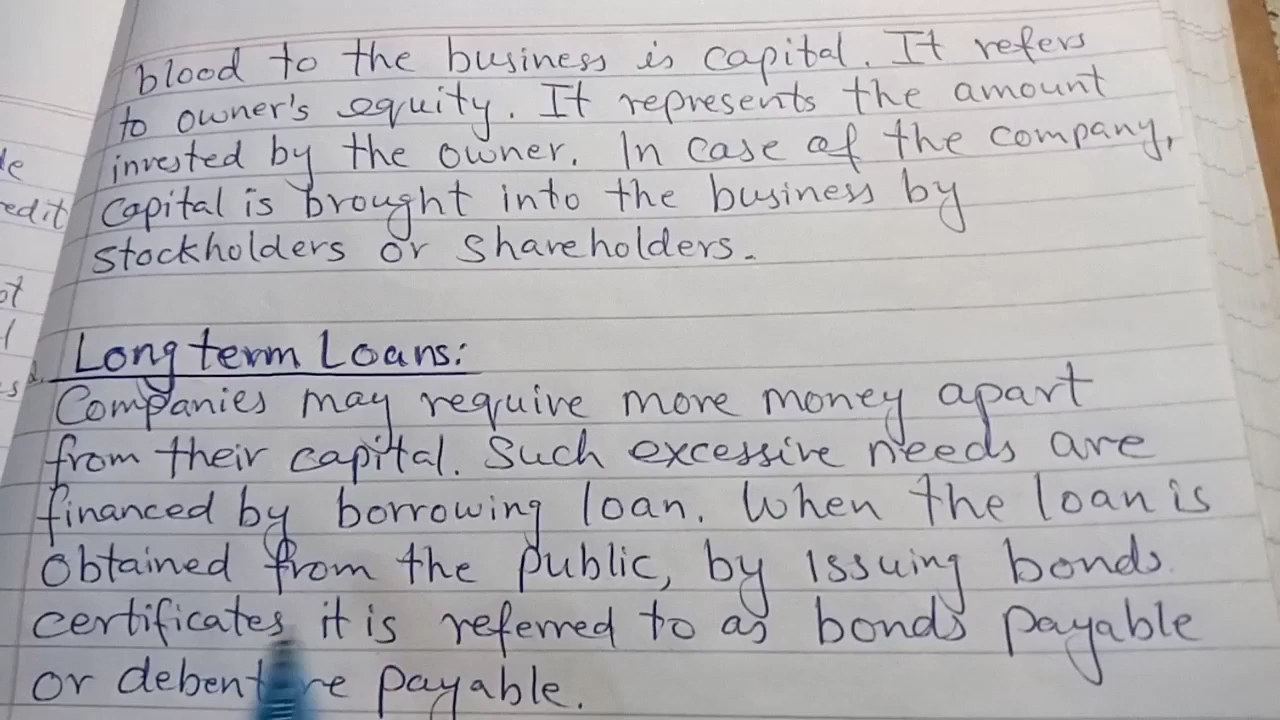 blood to the business is capital. It refers
to owner's equity. It represents the amount
invested by the owner. In case of the company,
capital is brought into the business by
stockholders or shareholders.
2. Long term Loans:
Companies may require more money apart
from their capital. Such excessive needs are
financed by borrowing loan. When the loan is
obtained from the public, by issuing bonds
certificates it is referred to as bonds payable
or debenture payable.
edit